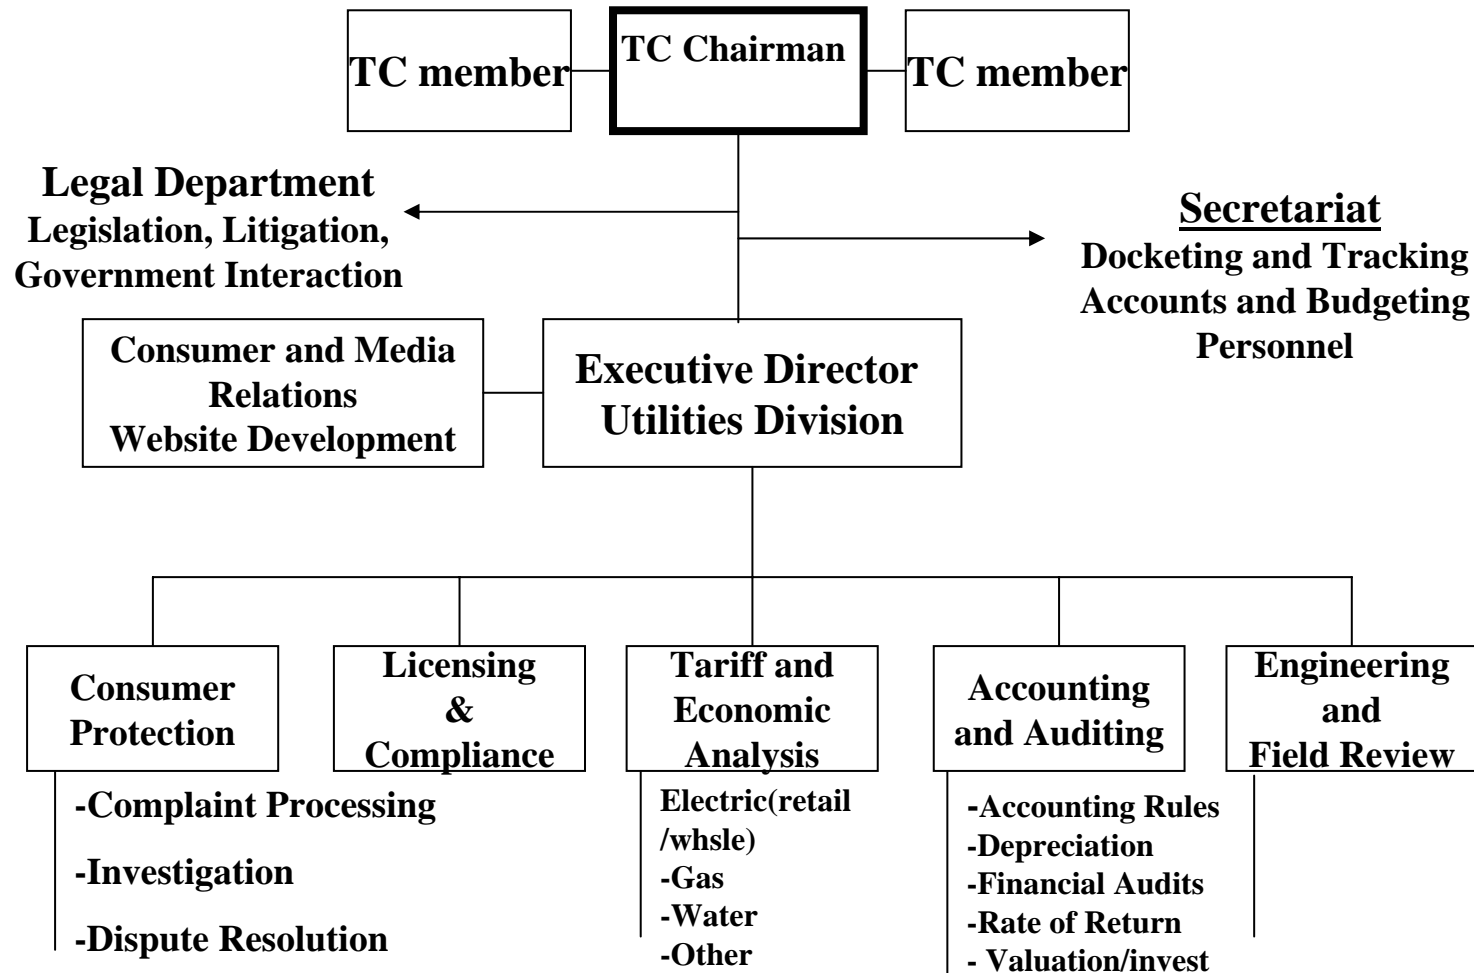 TC member
TC Chairman
TC member
Legal Department
Legislation, Litigation,
Government Interaction
Secretariat
Docketing and Tracking
Accounts and Budgeting
Personnel
Consumer and Media
Relations
Website Development
Executive Director
Utilities Division
Consumer
Protection
-Complaint Processing
-Investigation
-Dispute Resolution
Licensing
&
Compliance
Tariff and
Economic
Analysis
Electric(retail
/whsle)
-Gas
-Water
-Other
Accounting
and Auditing
-Accounting Rules
-Depreciation
-Financial Audits
-Rate of Return
- Valuation/invest
Engineering
and
Field Review